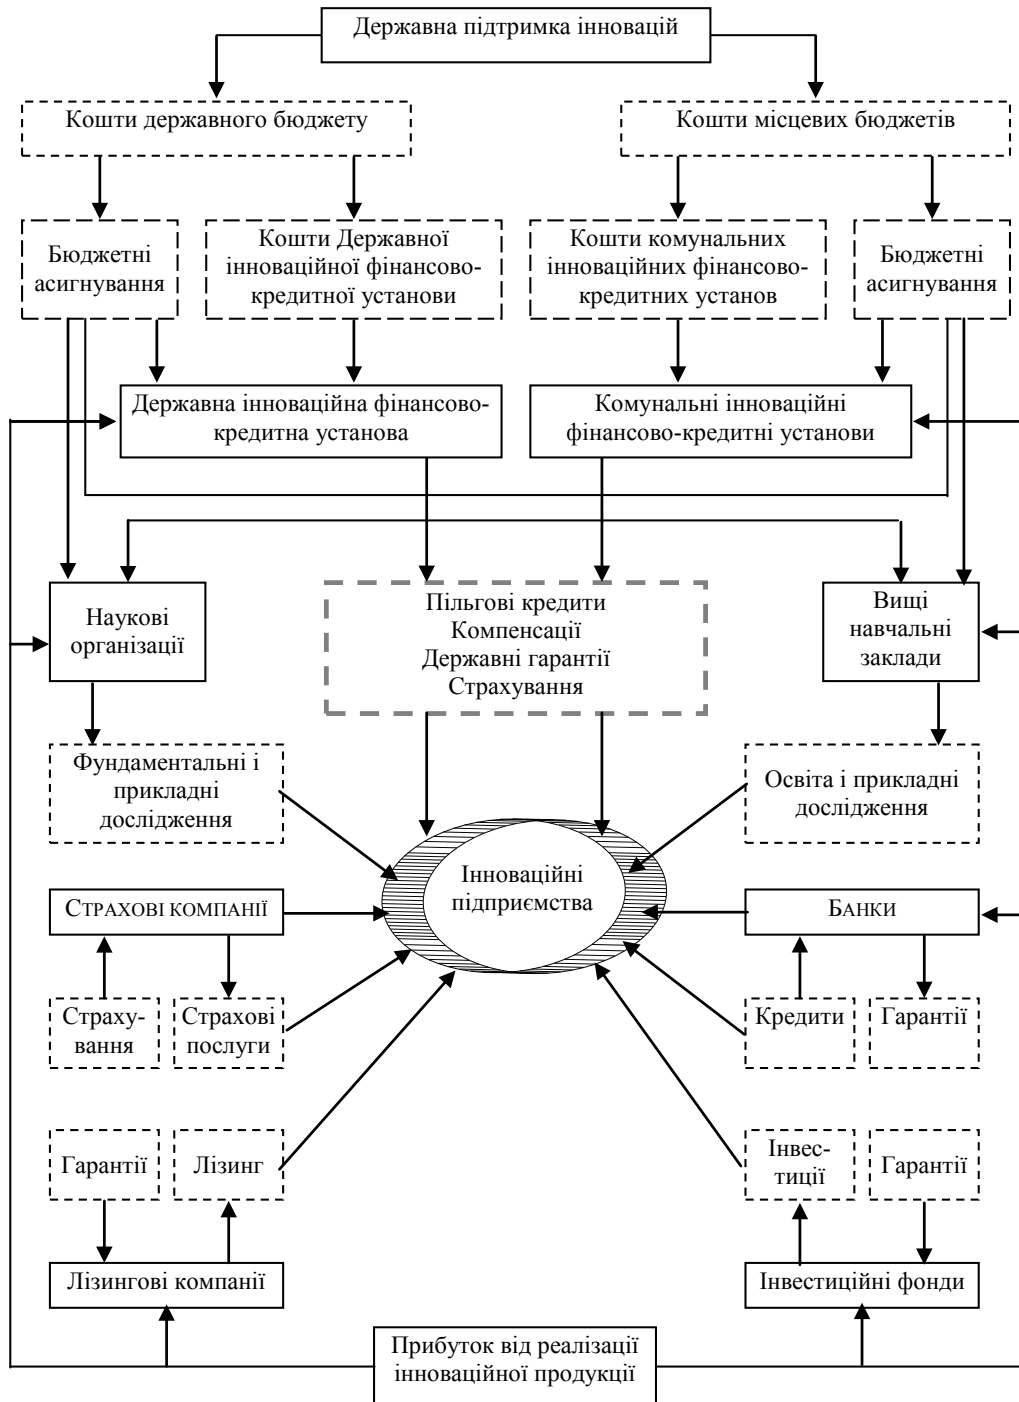 Державна підтримка інновацій
Кошти державного бюджету
Кошти місцевих бюджетів
Бюджетні
асигнування
Кошти Державної
інноваційної фінансово-
кредитної установи
Кошти комунальних
інноваційних фінансово-
кредитних установ
Бюджетні
асигнування
Державна інноваційна фінансово-
кредитна установа
Комунальні інноваційні
фінансово-кредитні установи
Наукові
організації
Пільгові кредити
Компенсації
Державні гарантії
Страхування
Вищі
навчальні
заклади
Фундаментальні і
прикладні
дослідження
Освіта і прикладні
дослідження
Інноваційні
підприємства
СТРАХОВІ КОМПАНІЇ
БАНКИ
Страху-
вання
Страхові
послуги
Кредити
Гарантії
Гарантії
Лізинг
Інвес-
тиції
Гарантії
Лізингові компанії
Інвестиційні фонди
Прибуток від реалізації
інноваційної продукції